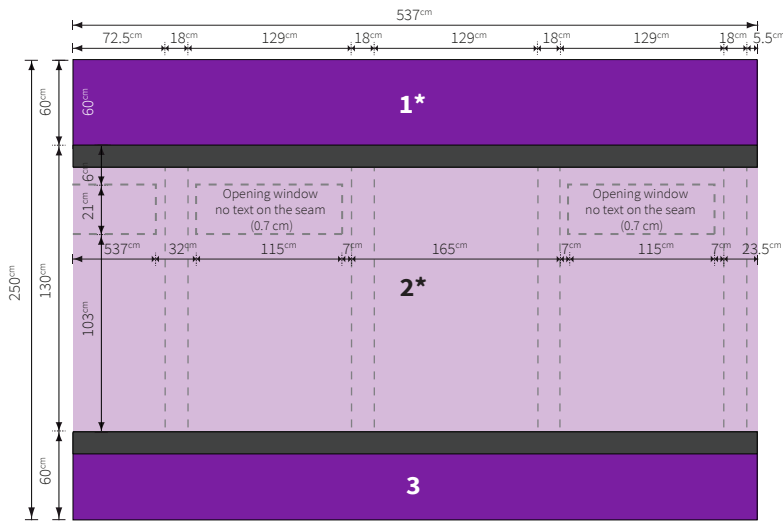 537cm
72.5cm 18cm 129cm 18cm 129cm 18cm 129cm 18cm 5.5cm
60cm
60cm
1*
6cm
21cm
Opening window
no text on the seam
(0.7 cm)
Opening window
no text on the seam
(0.7 cm)
537cm 32cm 115cm 7cm 165cm 7cm 115cm 7cm 23.5cm
250cm
130cm
2*
103cm
60cm
3